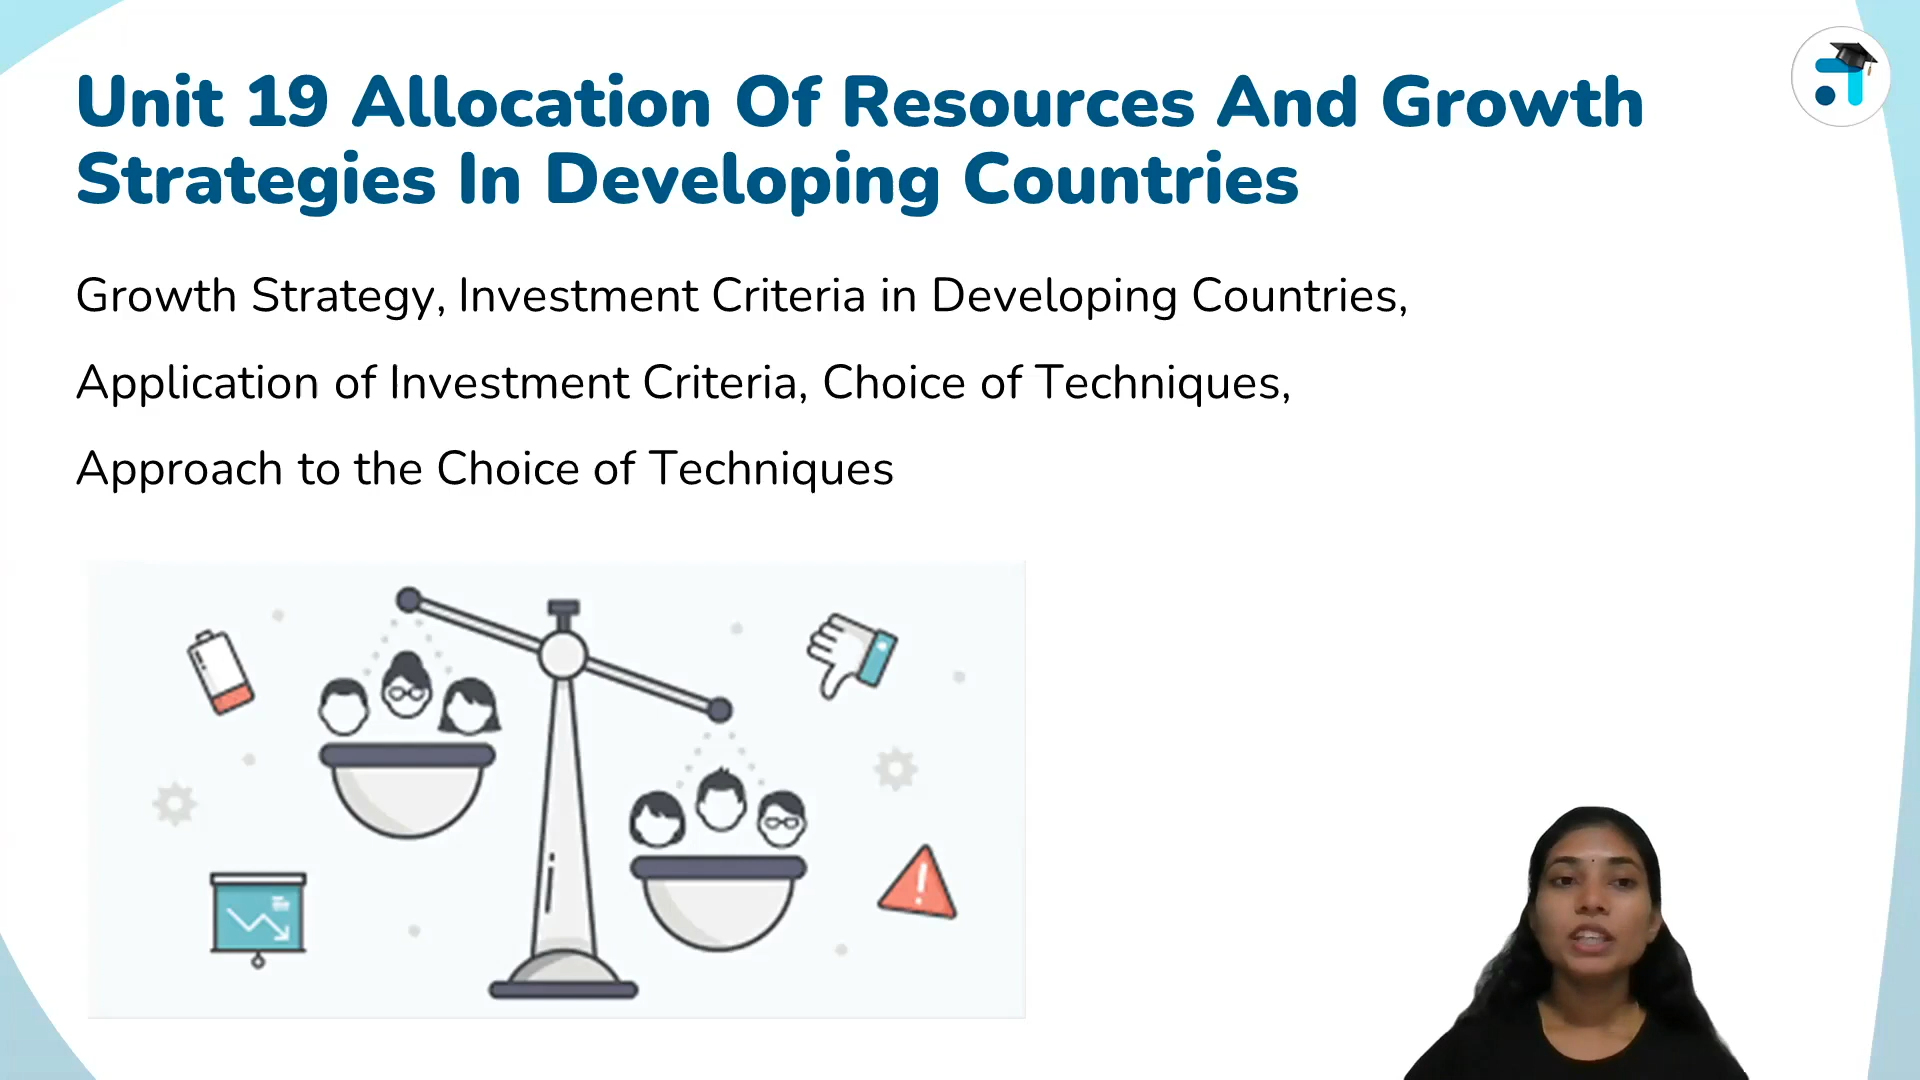 Unit 19 Allocation Of Resources And Growth
Strategies In Developing Countries
Growth Strategy, Investment Criteria in Developing Countries,
Application of Investment Criteria, Choice of Techniques,
Approach to the Choice of Techniques